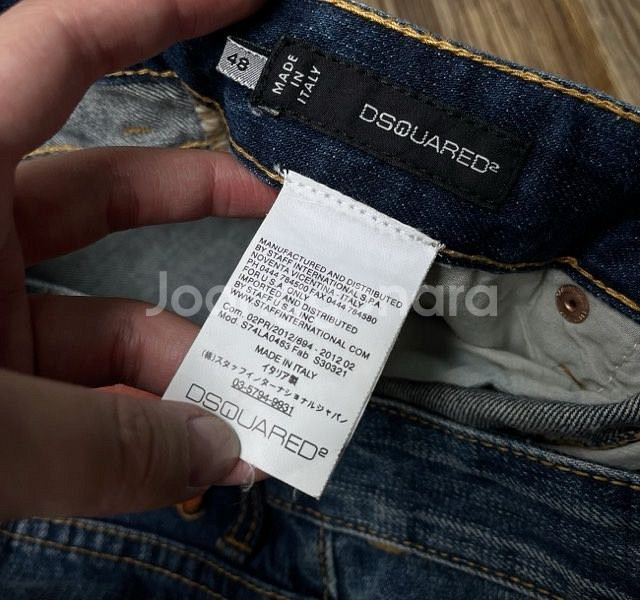 48
MADE
IN
ITALY
DSQUARED²
MANUFACTURED AND DISTRIBUTED
BY STAFF INTERNATIONAL S.P.A
NOVENTA VICENTINA - ITALY
PH 0444 784500 FAX 0444 784580
FOR U.S.A. ONLY
IMPORTED AND DISTRIBUTED
BY STAFF U.S.A, INC
WWW.STAFFINTERNATIONAL.COM
Com. 02PR/2012/894 - 2012 02
Mod S74LA0463 Fab S30321
MADE IN ITALY
イタリア製
(株)スタッフインターナショナルジャパン
03-5794-9831
DSQUARED²